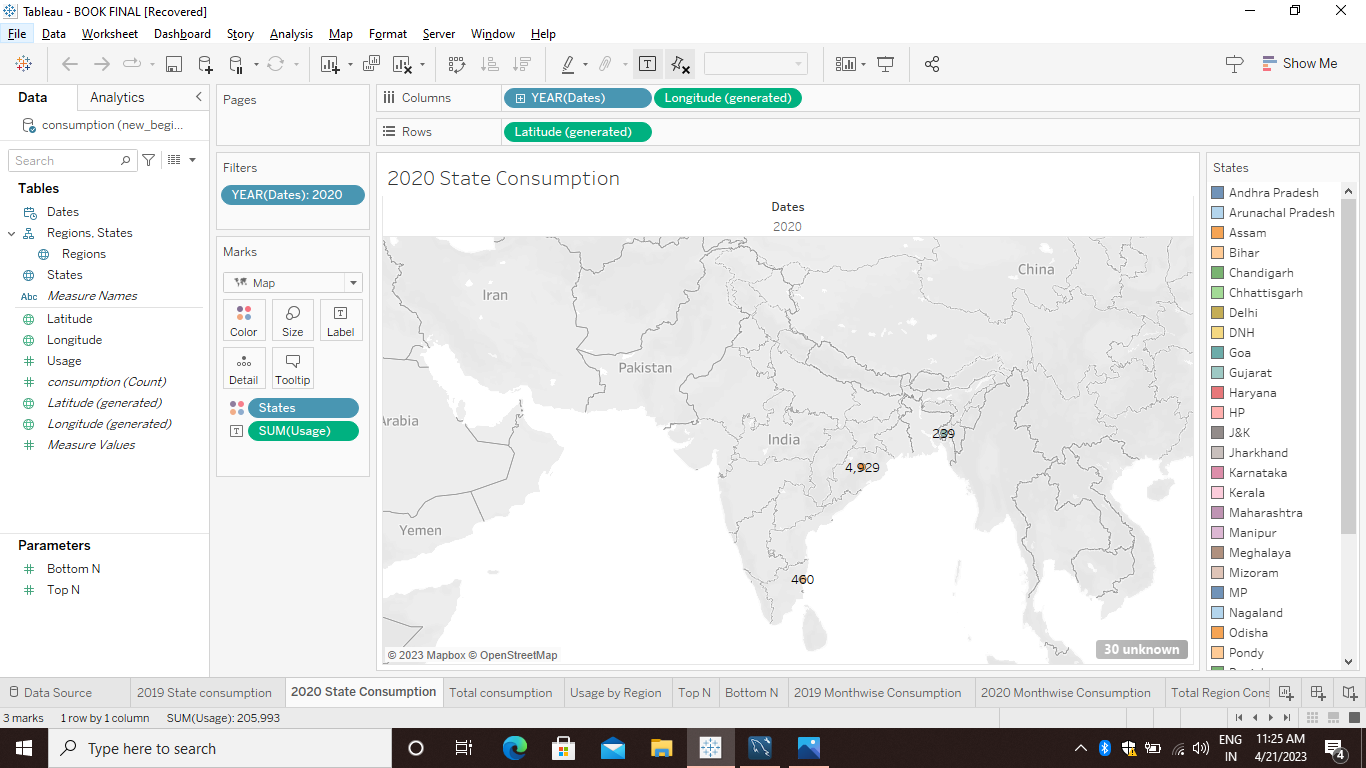 Tableau - BOOK FINAL [Recovered]
File Data Worksheet Dashboard Story Analysis Map Format Server Window Help
Show Me
Data Analytics
consumption (new_begi...
Search
Tables
Dates
Regions, States
Regions
States
Abc Measure Names
Latitude
Longitude
Usage
consumption (Count)
Latitude (generated)
Longitude (generated)
Measure Values
Parameters
Bottom N
Top N
Pages
Filters
YEAR(Dates): 2020
Marks
Map
Color Size Label
Detail Tooltip
States
SUM(Usage)
Columns YEAR(Dates) Longitude (generated)
Rows Latitude (generated)
2020 State Consumption
Dates
2020
China
Iran
Pakistan
Arabia
India
289
4,929
Yemen
460
© 2023 Mapbox © OpenStreetMap
30 unknown
States
Andhra Pradesh
Arunachal Pradesh
Assam
Bihar
Chandigarh
Chhattisgarh
Delhi
DNH
Goa
Gujarat
Haryana
HP
J&K
Jharkhand
Karnataka
Kerala
Maharashtra
Manipur
Meghalaya
Mizoram
MP
Nagaland
Odisha
Pondy
Data Source 2019 State consumption 2020 State Consumption Total consumption Usage by Region Top N Bottom N 2019 Monthwise Consumption 2020 Monthwise Consumption Total Region Cons
3 marks 1 row by 1 column SUM(Usage): 205,993
Type here to search
ENG
IN
11:25 AM
4/21/2023
4